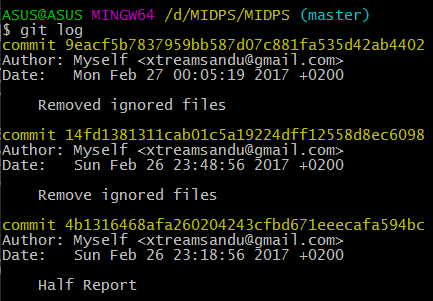 ASUS@ASUS MINGW64 /d/MIDPS/MIDPS (master)
$ git log
commit 9eacf5b7837959bb587d07c881fa535d42ab4402
Author: Myself <xtreamsandu@gmail.com>
Date:   Mon Feb 27 00:05:19 2017 +0200
    Removed ignored files
commit 14fd1381311cab01c5a19224dff12558d8ec6098
Author: Myself <xtreamsandu@gmail.com>
Date:   Sun Feb 26 23:48:56 2017 +0200
    Remove ignored files
commit 4b1316468afa260204243cfbd671eeecafa594bc
Author: Myself <xtreamsandu@gmail.com>
Date:   Sun Feb 26 23:18:56 2017 +0200
    Half Report